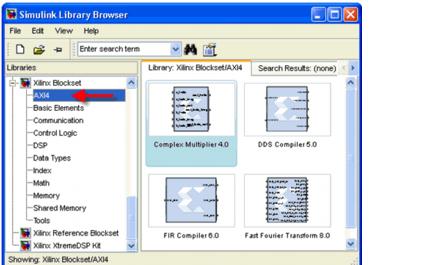 Simulink Library Browser
File Edit View Help
Enter search term
Libraries
Library: Xilinx Blockset/AXI4 Search Results: (none)
Xilinx Blockset
AXI4
Basic Elements
Communication
Control Logic
DSP
Data Types
Index
Math
Memory
Shared Memory
Tools
Xilinx Reference Blockset
Xilinx XtremeDSP Kit
Complex Multiplier 4.0
DDS Compiler 5.0
FIR Compiler 6.0
Fast Fourier Transform 8.0
Showing: Xilinx Blockset/AXI4